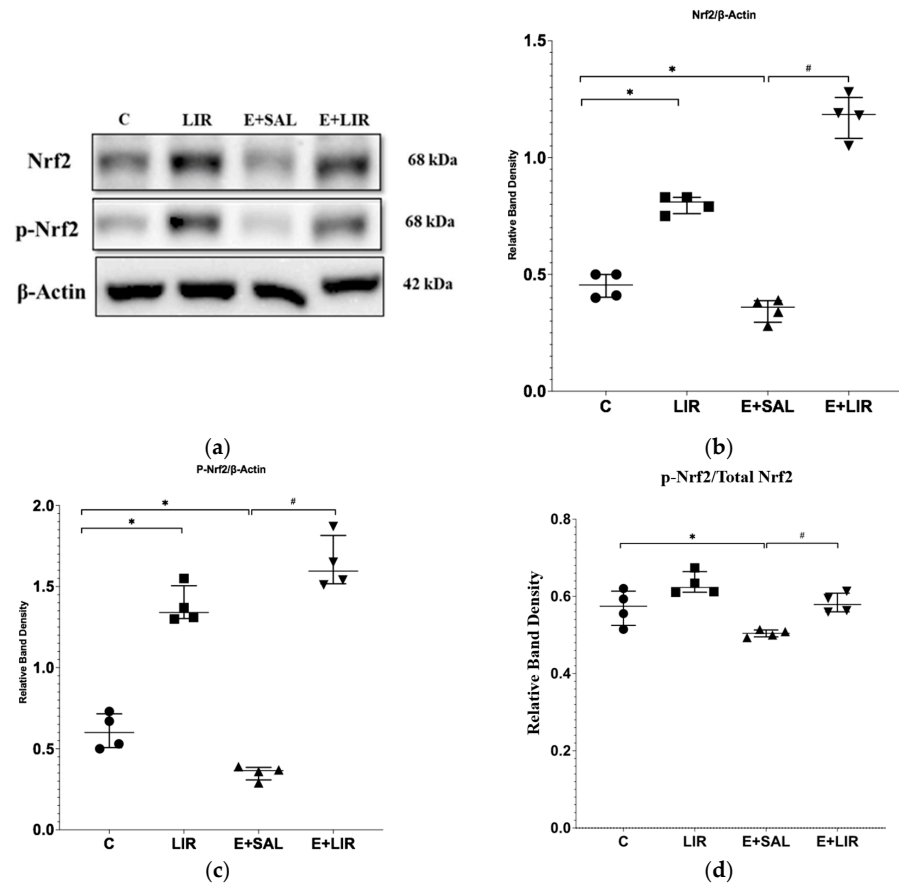 C LIR E+SAL E+LIR
Nrf2 68 kDa
p-Nrf2 68 kDa
β-Actin 42 kDa
(a)
Nrf2/β-Actin
Relative Band Density
1.5
1.0
0.5
0.0
* 
*
#
C LIR E+SAL E+LIR
(b)
P-Nrf2/β-Actin
Relative Band Density
2.0
1.5
1.0
0.5
0.0
*
*
#
C LIR E+SAL E+LIR
(c)
p-Nrf2/Total Nrf2
Relative Band Density
0.8
0.6
0.4
0.2
0.0
*
#
C LIR E+SAL E+LIR
(d)